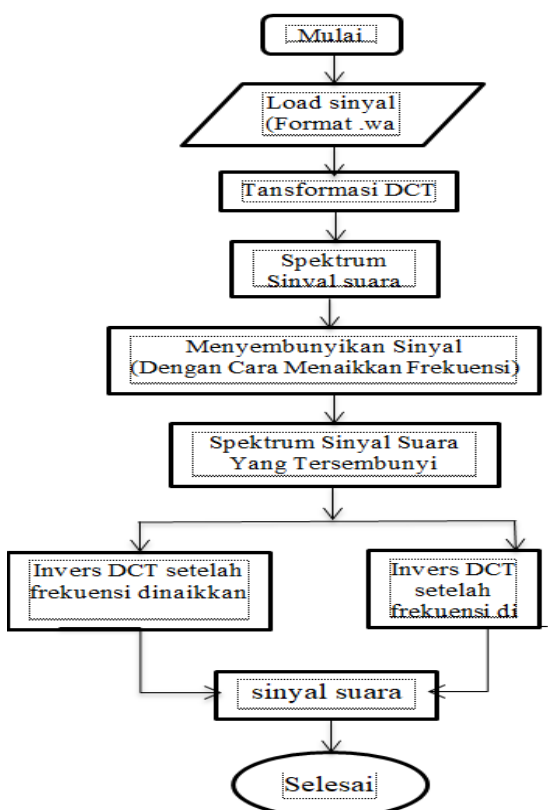 Mulai
Load sinyal
(Format .wa
Tansformasi DCT
Spektrum
Sinyal suara
Menyembunyikan Sinyal
(Dengan Cara Menaikkan Frekuensi)
Spektrum Sinyal Suara
Yang Tersembunyi
Invers DCT setelah
frekuensi dinaikkan
Invers DCT
setelah
frekuensi di
sinyal suara
Selesai